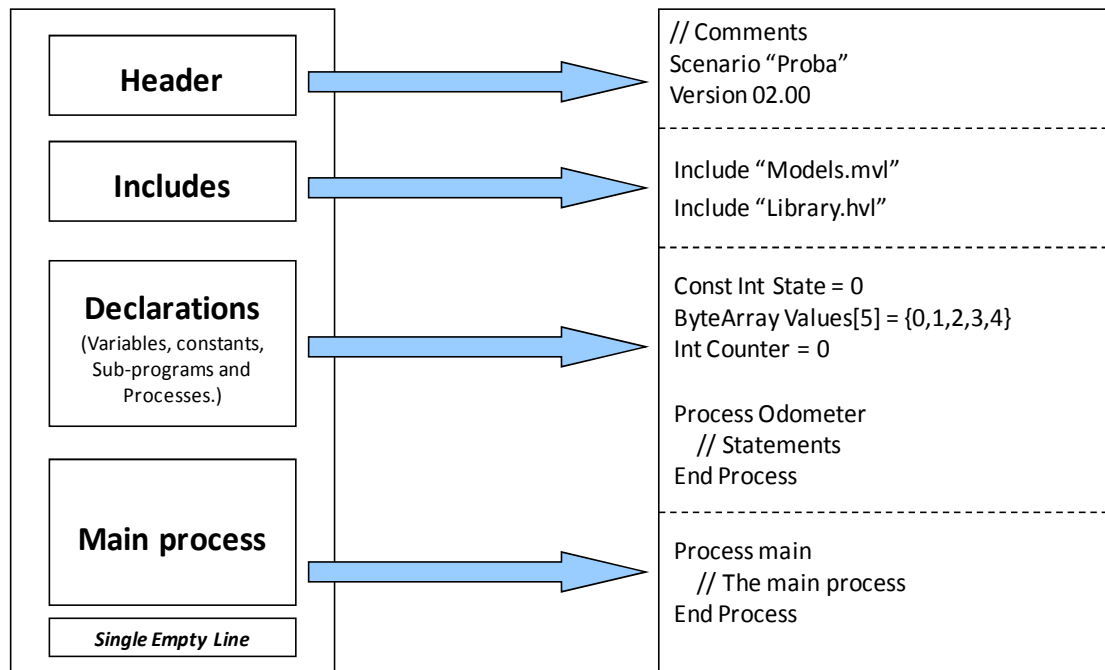 Header
Includes
Declarations
(Variables, constants,
Sub-programs and
Processes.)
Main process
Single Empty Line
// Comments
Scenario “Proba”
Version 02.00
Include “Models.mvl”
Include “Library.hvl”
Const Int State = 0
ByteArray Values[5] = {0,1,2,3,4}
Int Counter = 0
Process Odometer
// Statements
End Process
Process main
// The main process
End Process